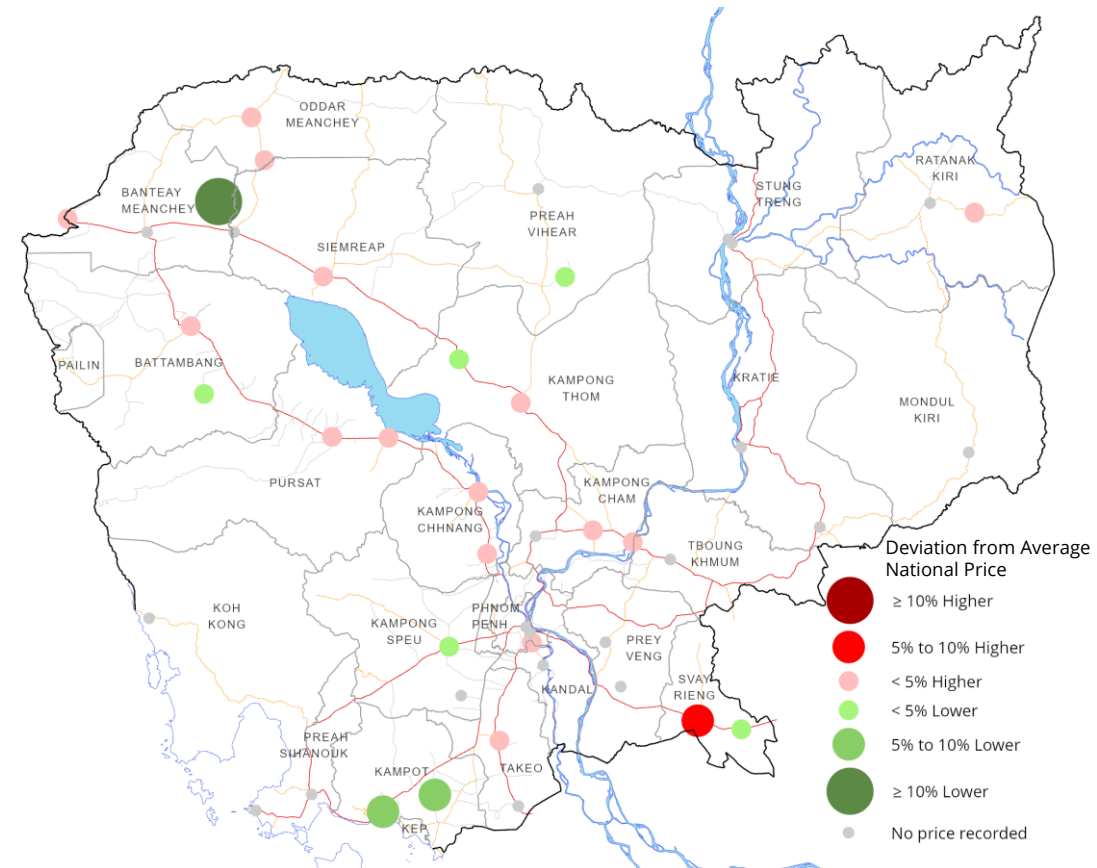 ODDAR
MEANCHEY
RATANAK
KIRI
BANTEAY
MEANCHEY
STUNG
TRENG
PREAH
VIHEAR
SIEMREAP
PAILIN
BATTAMBANG
KAMPONG
THOM
KRATIE
MONDUL
KIRI
PURSAT
KAMPONG
CHAM
KAMPONG
CHHNANG
TBOUNG
KHMUM
Deviation from Average
National Price
≥ 10% Higher
KOH
KONG
PHNOM
PENH
KAMPONG
SPEU
PREY
VENG
5% to 10% Higher
KANDAL
SVAY
RIENG
< 5% Higher
< 5% Lower
PREAH
SIHANOUK
5% to 10% Lower
KAMPOT
TAKEO
≥ 10% Lower
KEP
No price recorded